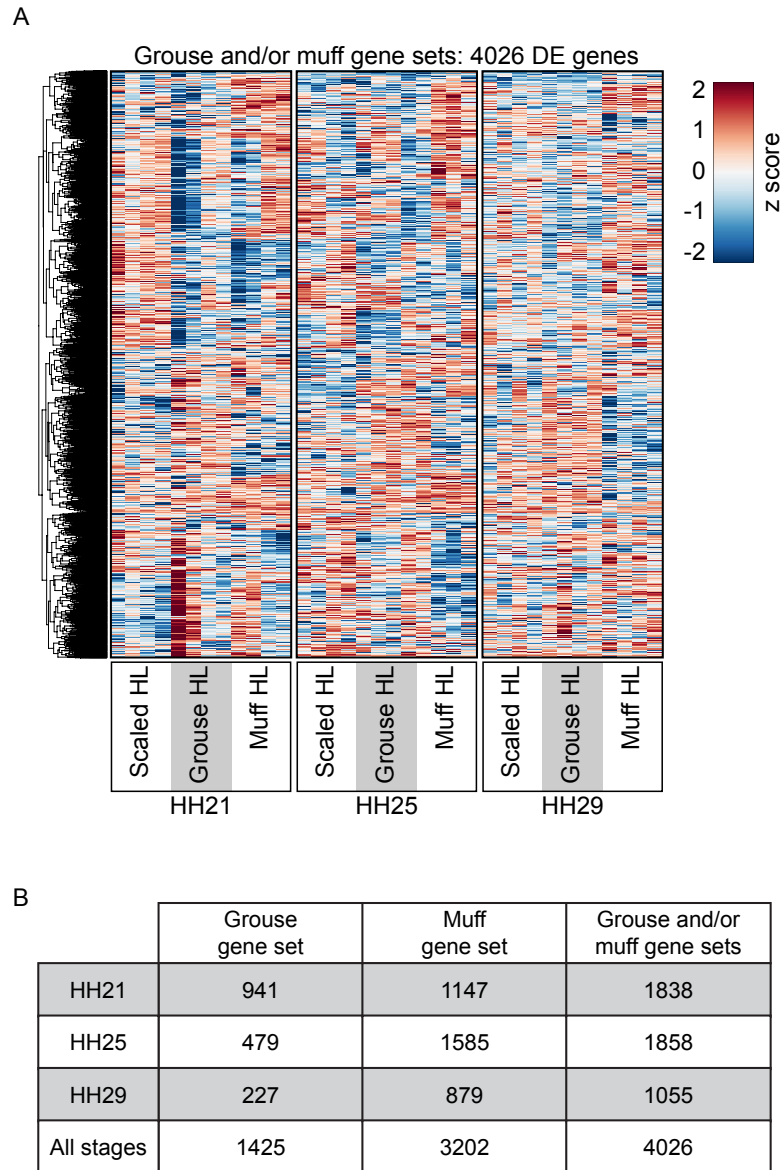 A
Grouse and/or muff gene sets: 4026 DE genes
2
1
0
-1
-2
z score
Scaled HL
Grouse HL
Muff HL
Scaled HL
Grouse HL
Muff HL
Scaled HL
Grouse HL
Muff HL
HH21
HH25
HH29
B
Grouse
gene set
Muff
gene set
Grouse and/or
muff gene sets
HH21 941 1147 1838
HH25 479 1585 1858
HH29 227 879 1055
All stages 1425 3202 4026